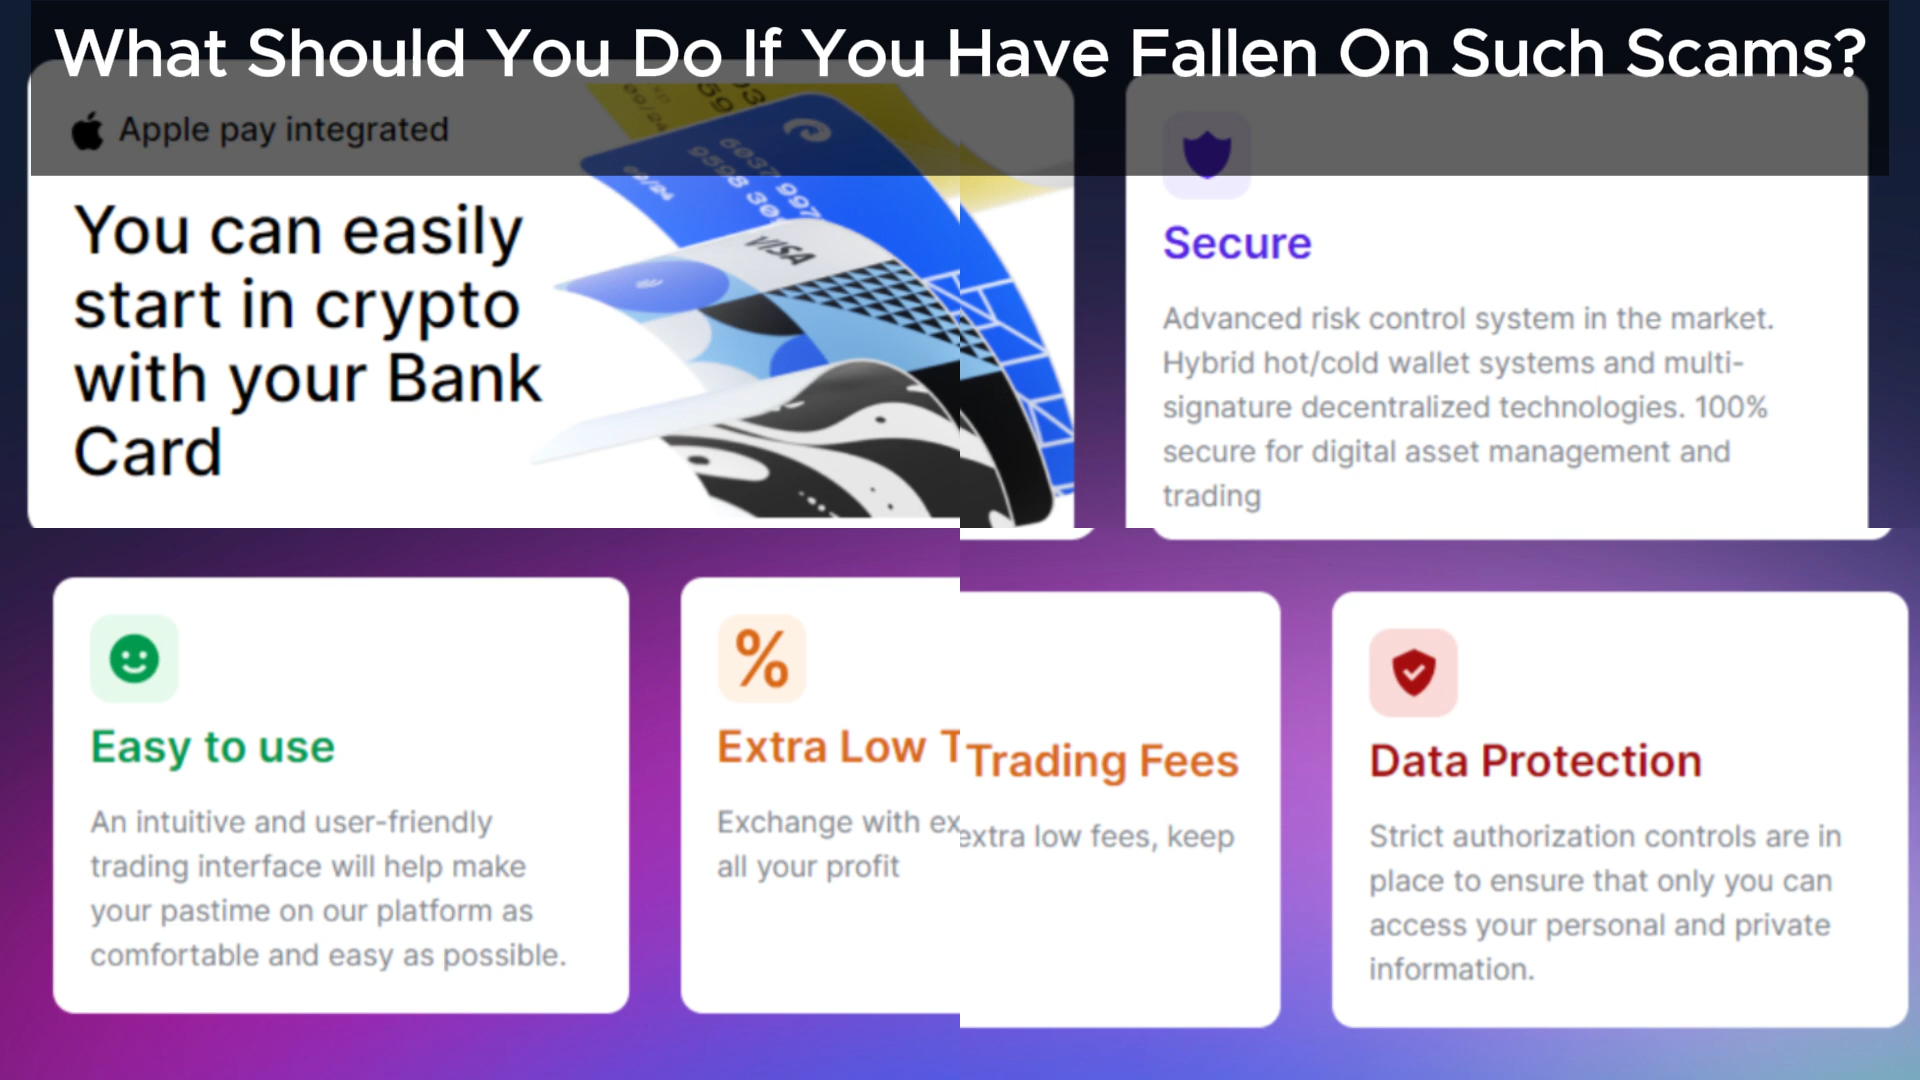 What Should You Do If You Have Fallen On Such Scams?
Apple pay integrated
You can easily
start in crypto
with your Bank
Card
VISA
Secure
Advanced risk control system in the market.
Hybrid hot/cold wallet systems and multi-
signature decentralized technologies. 100%
secure for digital asset management and
trading
Easy to use
An intuitive and user-friendly
trading interface will help make
your pastime on our platform as
comfortable and easy as possible.
%
Extra Low T Trading Fees
Exchange with ex extra low fees, keep
all your profit
Data Protection
Strict authorization controls are in
place to ensure that only you can
access your personal and private
information.